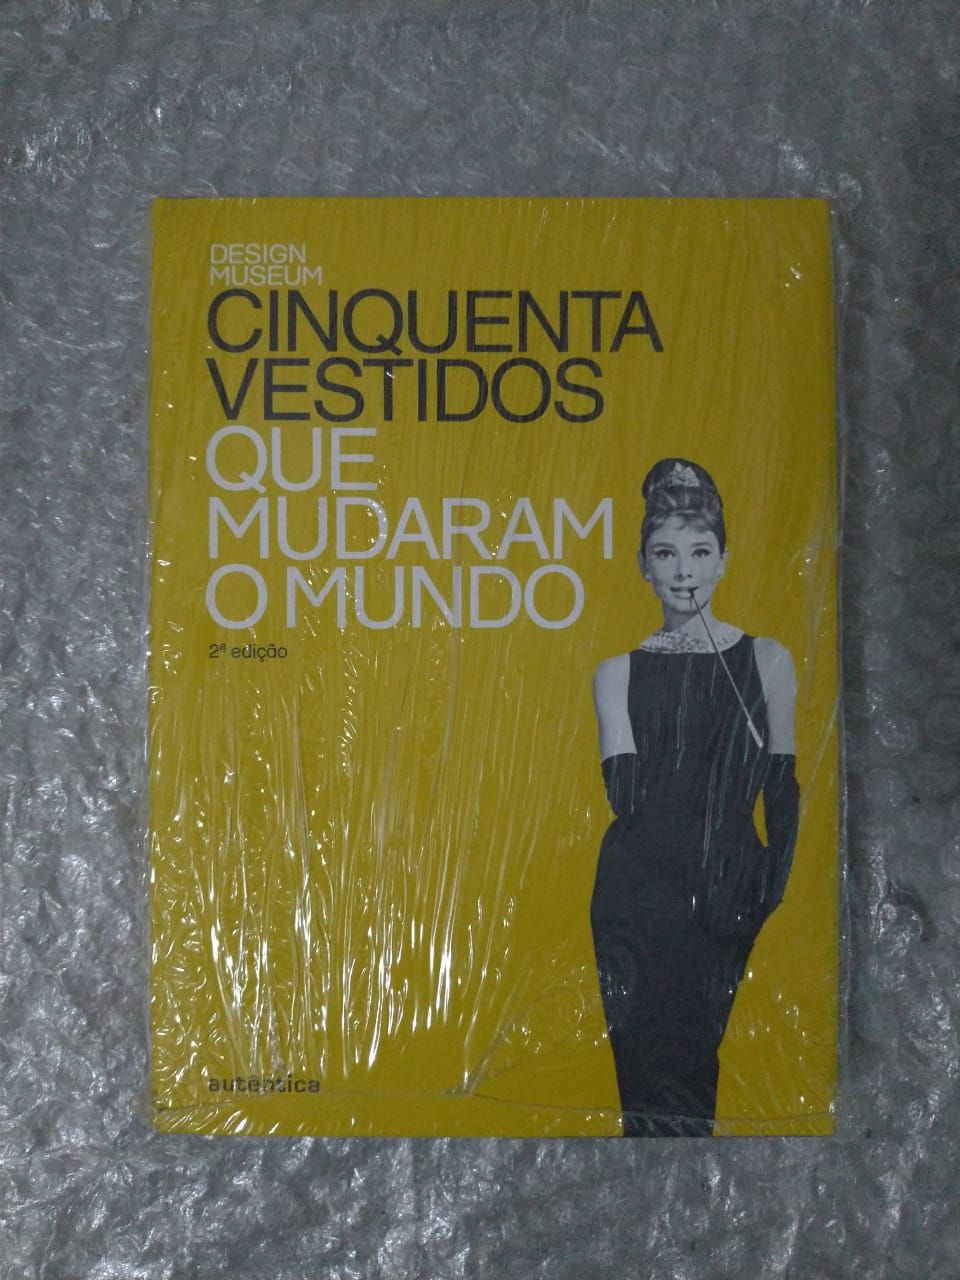 DESIGN
MUSEUM
CINQUENTA
VESTIDOS
QUE
MUDARAM
O MUNDO
2ª edição
autêntica